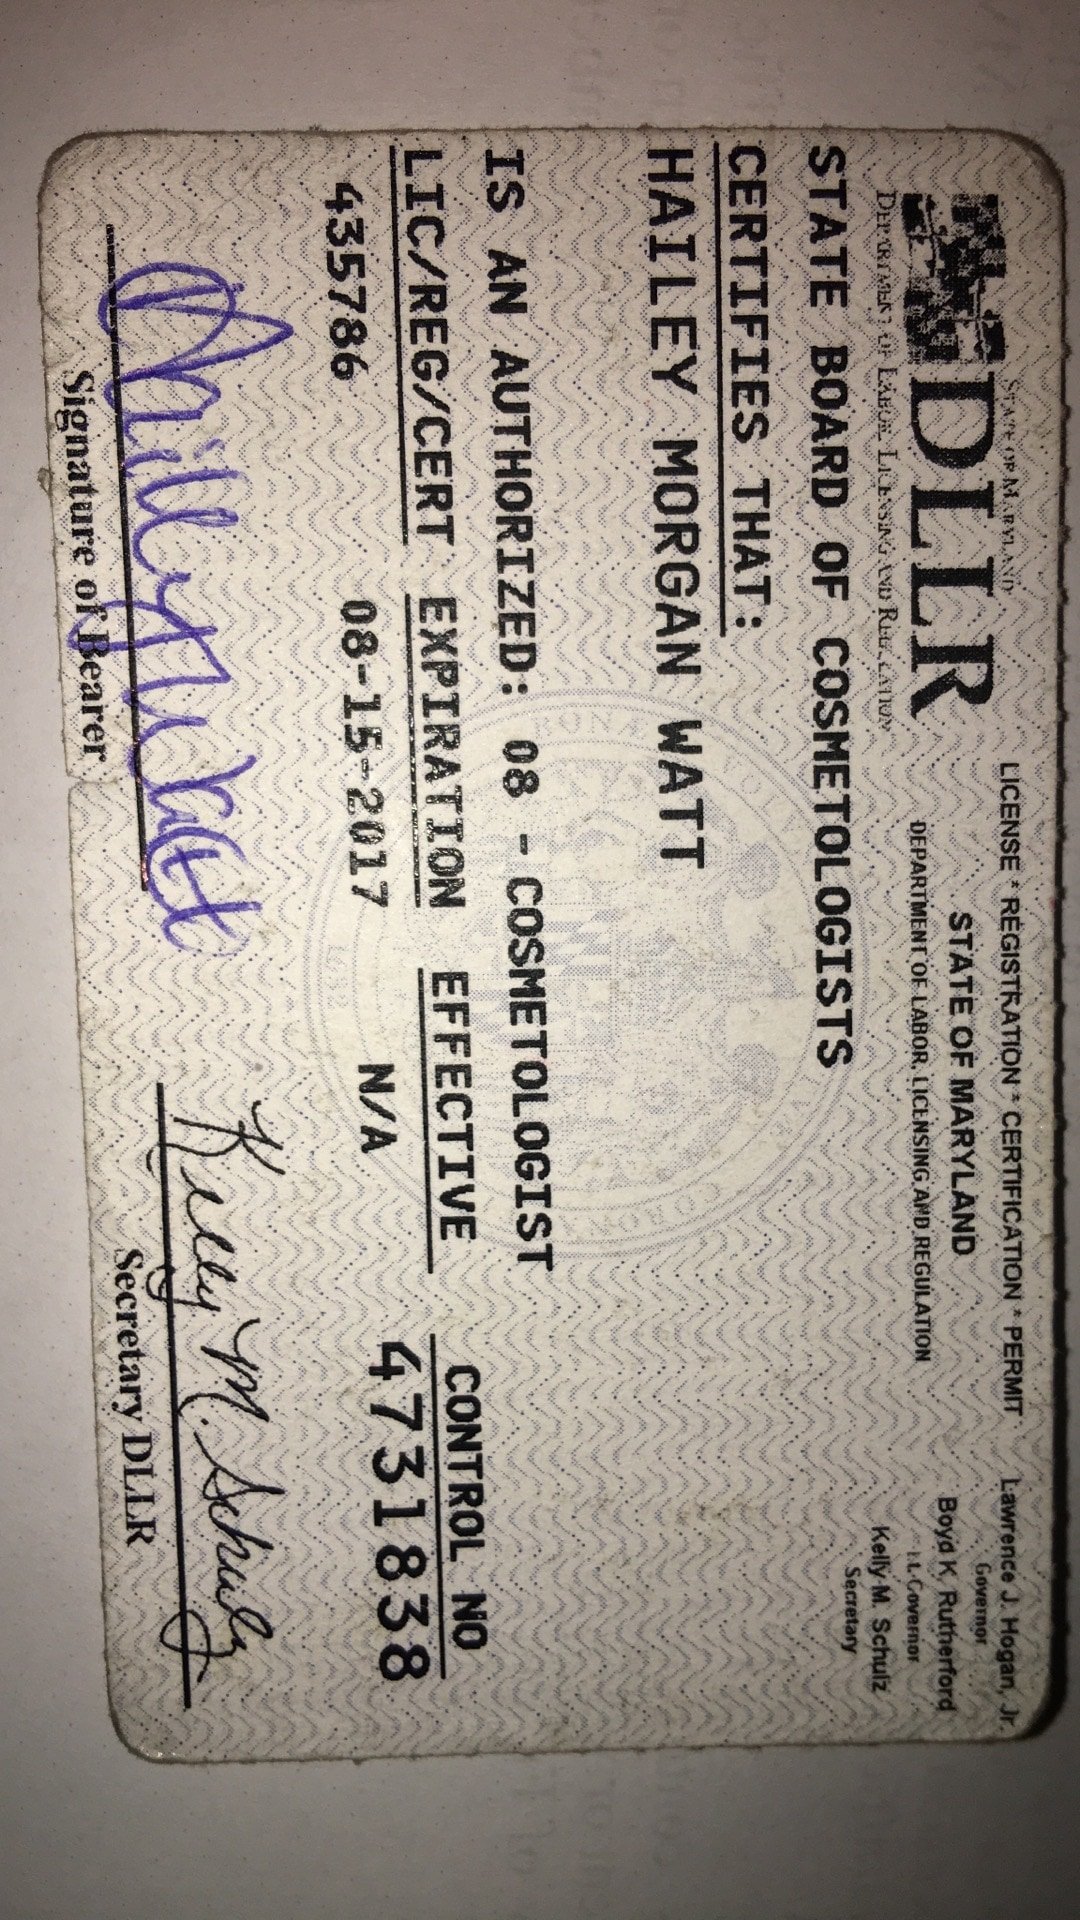 LICENSE * REGISTRATION * CERTIFICATION * PERMIT
Lawrence J. Hogan, Jr.
Governor
STATE OF MARYLAND
DLLR
STATE OF MARYLAND
Boyd K. Rutherford
Lt. Governor
DEPARTMENT OF LABOR, LICENSING AND REGULATION
DEPARTMENT OF LABOR, LICENSING AND REGULATION
Kelly M. Schulz
Secretary
STATE BOARD OF COSMETOLOGISTS
CERTIFIES THAT:
HAILEY MORGAN WATT
IS AN AUTHORIZED: 08 - COSMETOLOGIST
LIC/REG/CERT EXPIRATION EFFECTIVE CONTROL NO
435786 08-15-2017 N/A 4731838
Kelly M. Schulz
Signature of Bearer Secretary DLLR